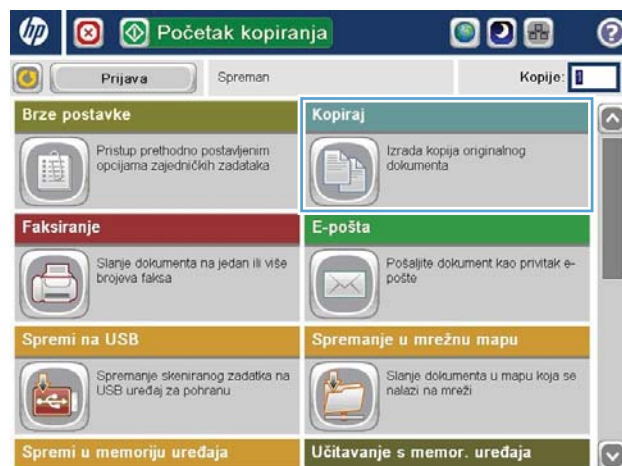 hp
Početak kopiranja
?
Prijava
Spreman
Kopije: 1
Brze postavke
Pristup prethodno postavljenim
opcijama zajedničkih zadataka
Kopiraj
Izrada kopija originalnog
dokumenta
Faksiranje
Slanje dokumenta na jedan ili više
brojeva faksa
E-pošta
Pošaljite dokument kao privitak e-
pošte
Spremi na USB
Spremanje skeniranog zadatka na
USB uređaj za pohranu
Spremanje u mrežnu mapu
Slanje dokumenta u mapu koja se
nalazi na mreži
Spremi u memoriju uređaja
Učitavanje s memor. uređaja